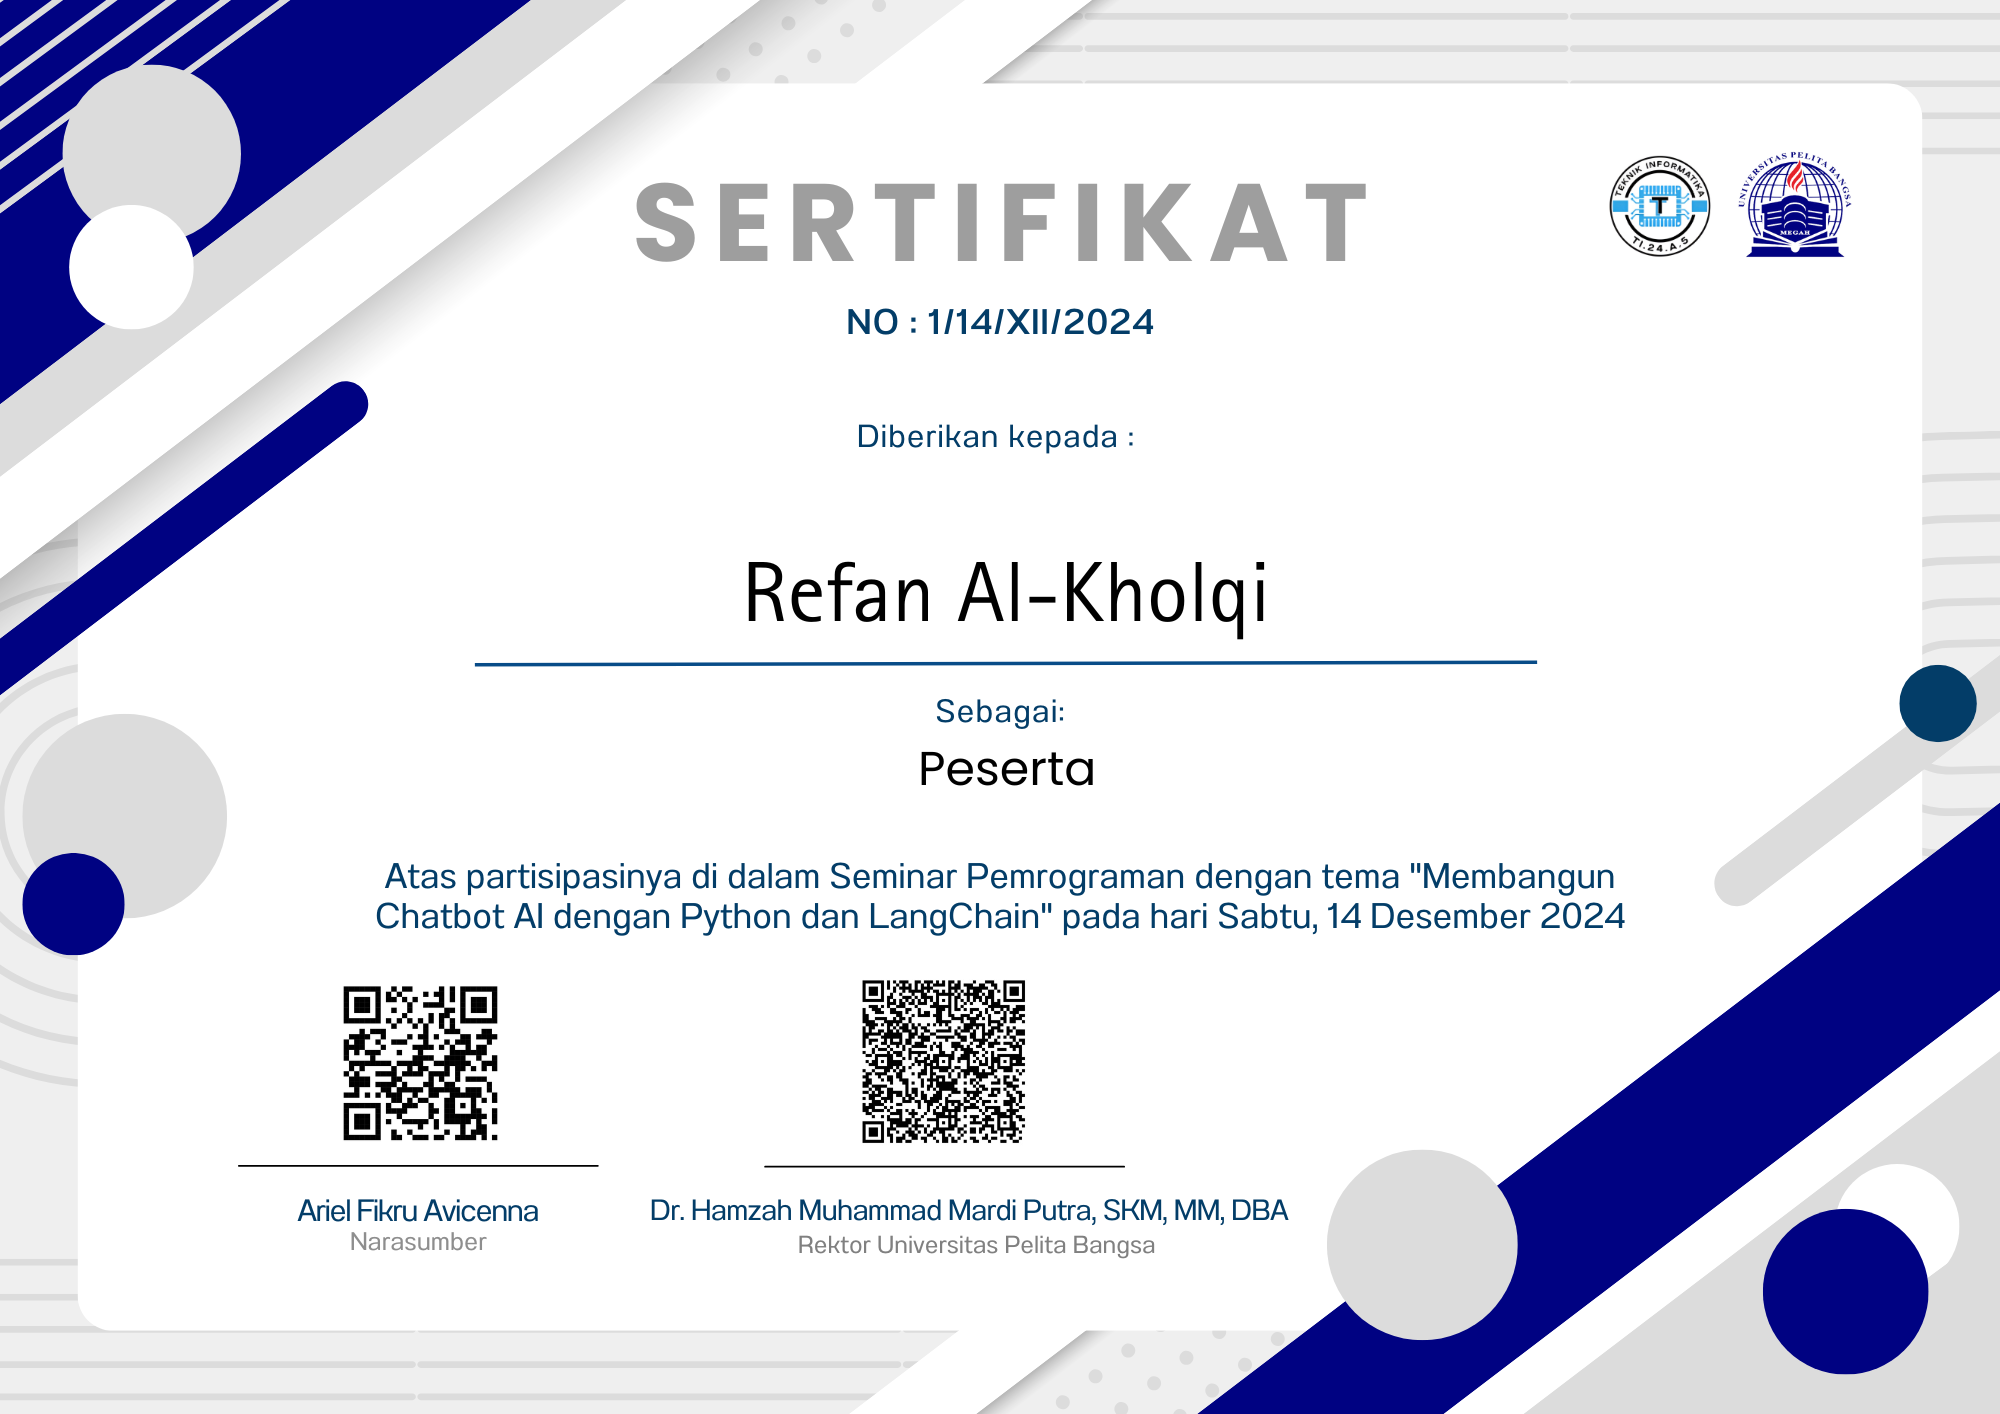 SERTIFIKAT
TEKNIK INFORMATIKA
T
TI.24.A.5
UNIVERSITAS PELITA BANGSA
MEGAH
NO : 1/14/XII/2024
Diberikan kepada :
Refan Al-Kholqi
Sebagai:
Peserta
Atas partisipasinya di dalam Seminar Pemrograman dengan tema "Membangun
Chatbot AI dengan Python dan LangChain" pada hari Sabtu, 14 Desember 2024
Ariel Fikru Avicenna
Narasumber
Dr. Hamzah Muhammad Mardi Putra, SKM, MM, DBA
Rektor Universitas Pelita Bangsa